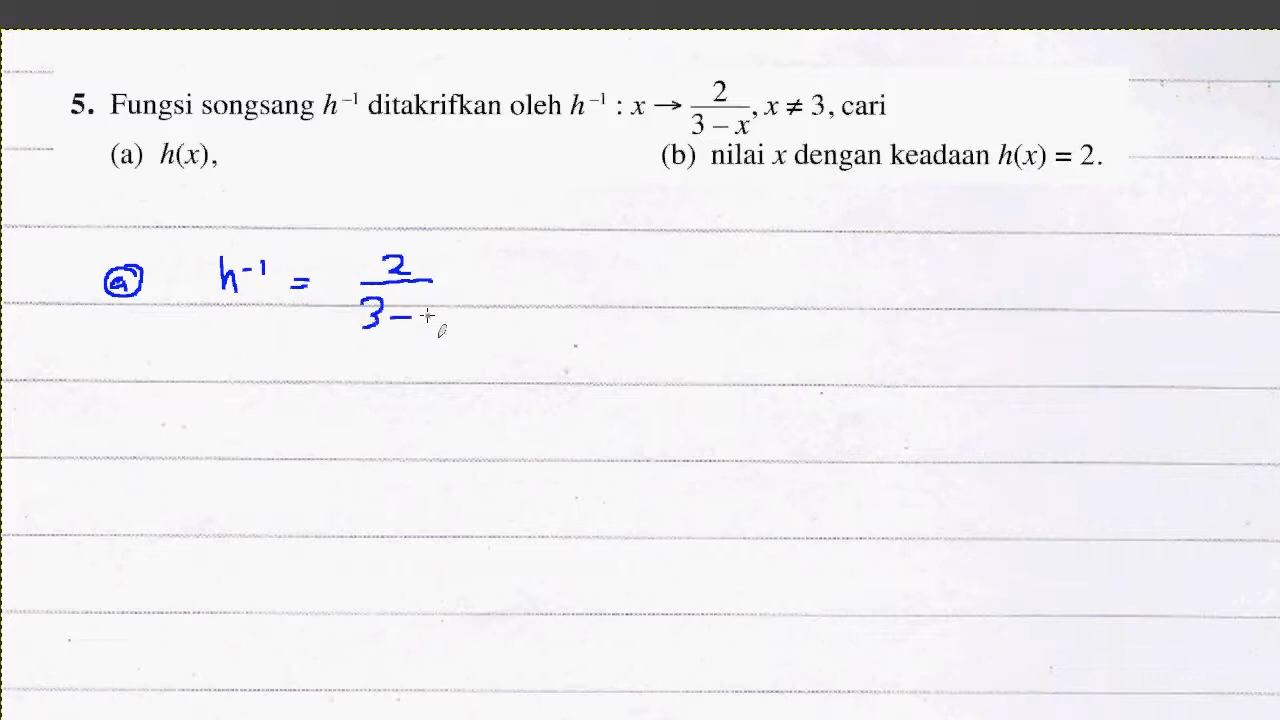 5. Fungsi songsang h⁻¹ ditakrifkan oleh h⁻¹ : x → 2/(3 – x), x ≠ 3, cari
(a) h(x), (b) nilai x dengan keadaan h(x) = 2.
(a) h⁻¹ = 2/(3 –